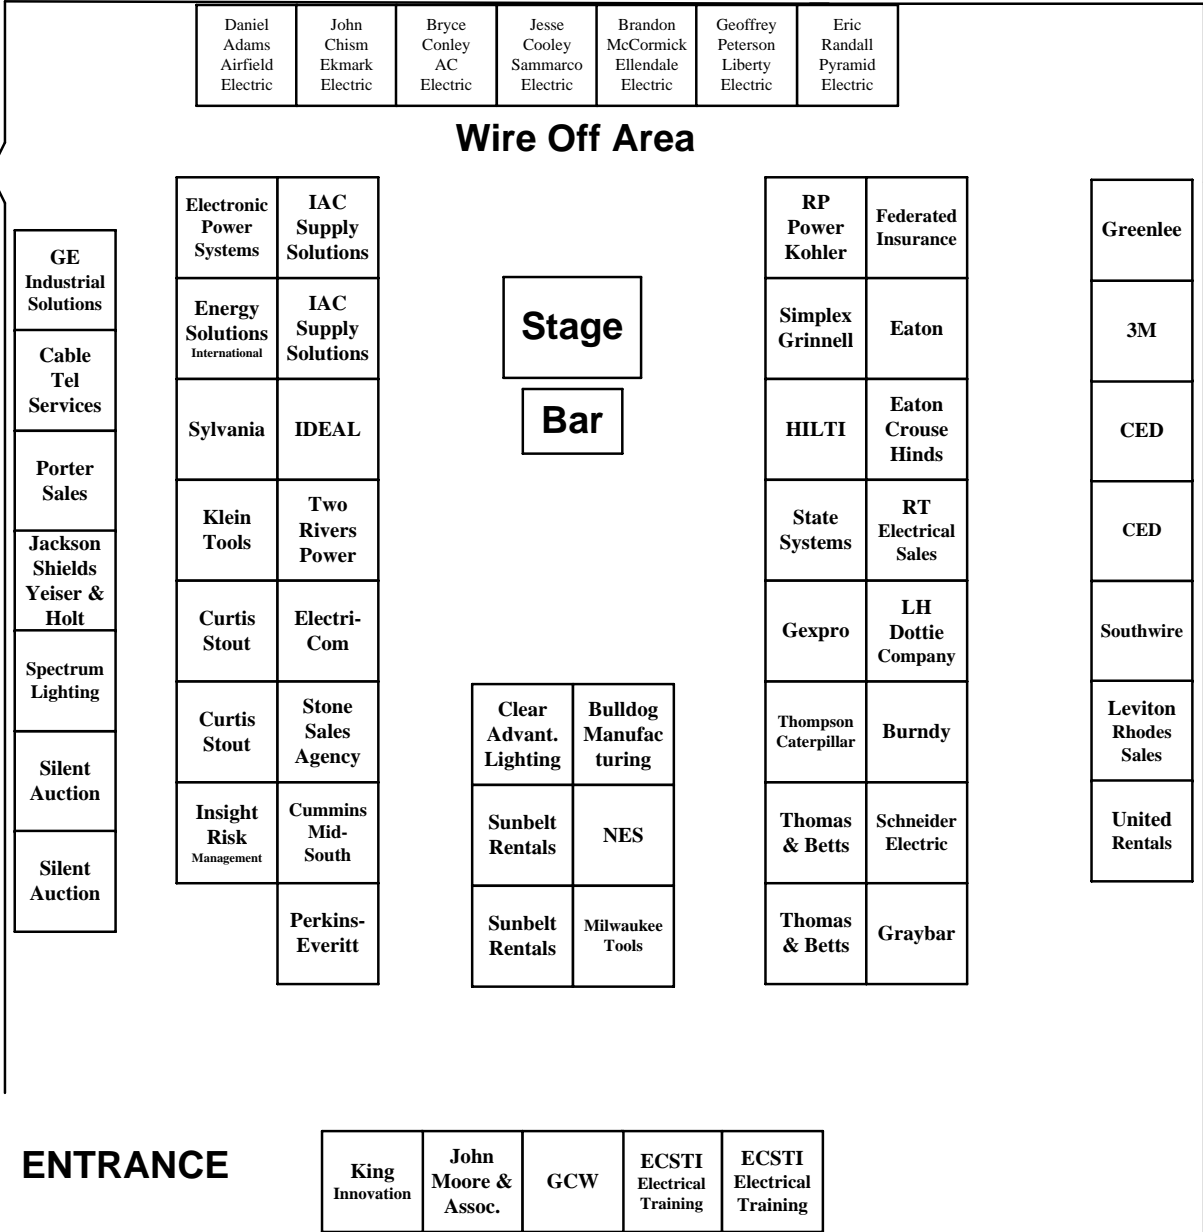 Daniel
Adams
Airfield
Electric
John
Chism
Ekmark
Electric
Bryce
Conley
AC
Electric
Jesse
Cooley
Sammarco
Electric
Brandon
McCormick
Ellendale
Electric
Geoffrey
Peterson
Liberty
Electric
Eric
Randall
Pyramid
Electric
Wire Off Area
GE
Industrial
Solutions
Cable
Tel
Services
Porter
Sales
Jackson
Shields
Yeiser &
Holt
Spectrum
Lighting
Silent
Auction
Silent
Auction
Electronic
Power
Systems
IAC
Supply
Solutions
Energy
Solutions
International
IAC
Supply
Solutions
Sylvania
IDEAL
Klein
Tools
Two
Rivers
Power
Curtis
Stout
Electri-
Com
Curtis
Stout
Stone
Sales
Agency
Insight
Risk
Management
Cummins
Mid-
South
Perkins-
Everitt
Stage
Bar
Clear
Advant.
Lighting
Bulldog
Manufac
turing
Sunbelt
Rentals
NES
Sunbelt
Rentals
Milwaukee
Tools
RP
Power
Kohler
Federated
Insurance
Simplex
Grinnell
Eaton
HILTI
Eaton
Crouse
Hinds
State
Systems
RT
Electrical
Sales
Gexpro
LH
Dottie
Company
Thompson
Caterpillar
Burndy
Thomas
& Betts
Schneider
Electric
Thomas
& Betts
Graybar
Greenlee
3M
CED
CED
Southwire
Leviton
Rhodes
Sales
United
Rentals
ENTRANCE
King
Innovation
John
Moore &
Assoc.
GCW
ECSTI
Electrical
Training
ECSTI
Electrical
Training